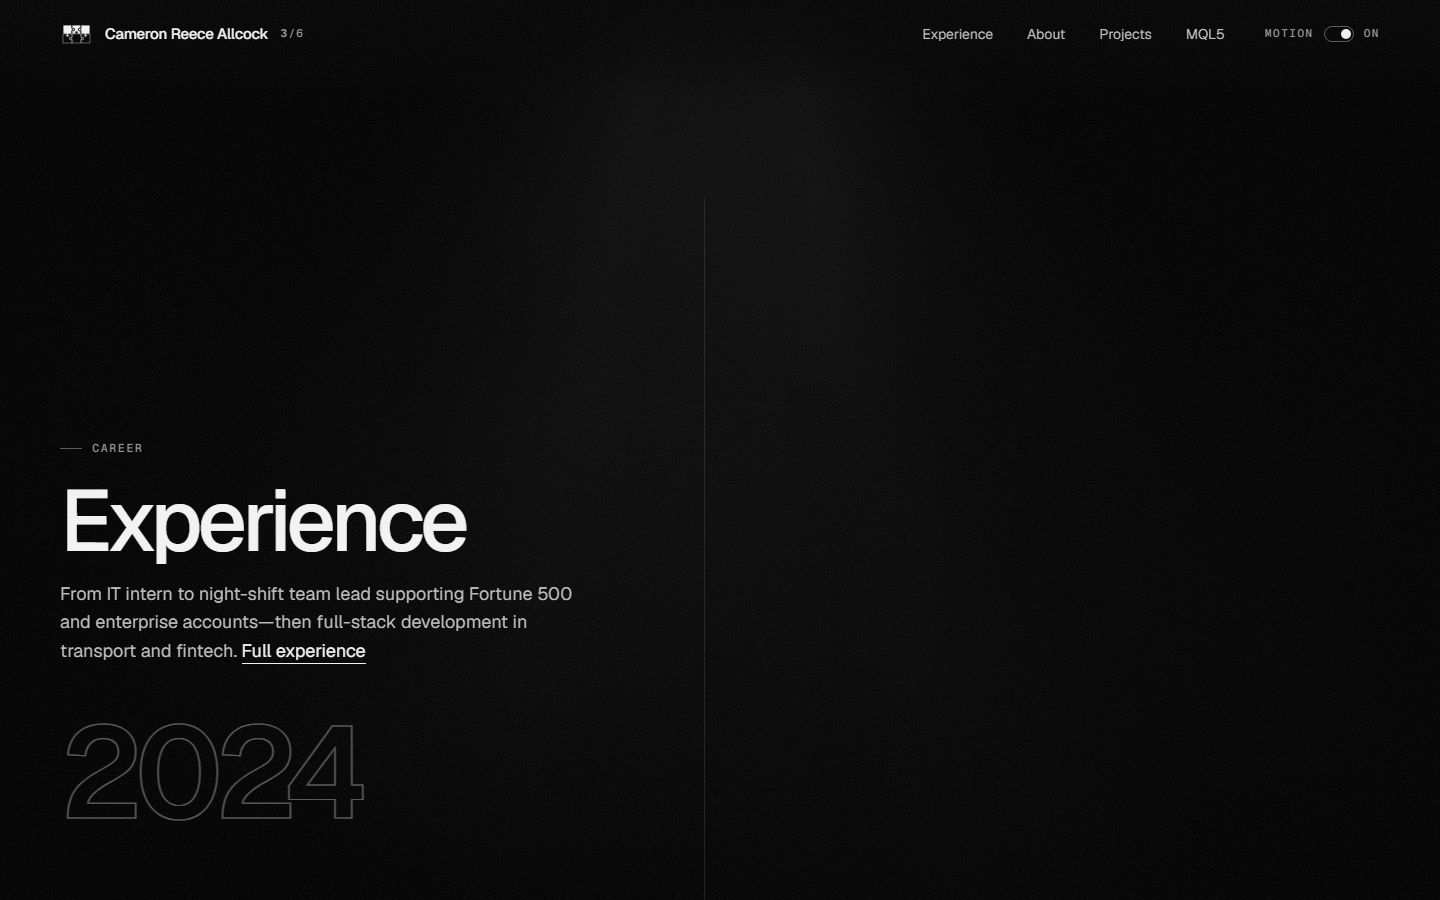 Cameron Reece Allcock 3/6
Experience About Projects MQL5 MOTION ON
CAREER
Experience
From IT intern to night-shift team lead supporting Fortune 500
and enterprise accounts—then full-stack development in
transport and fintech. Full experience
2024